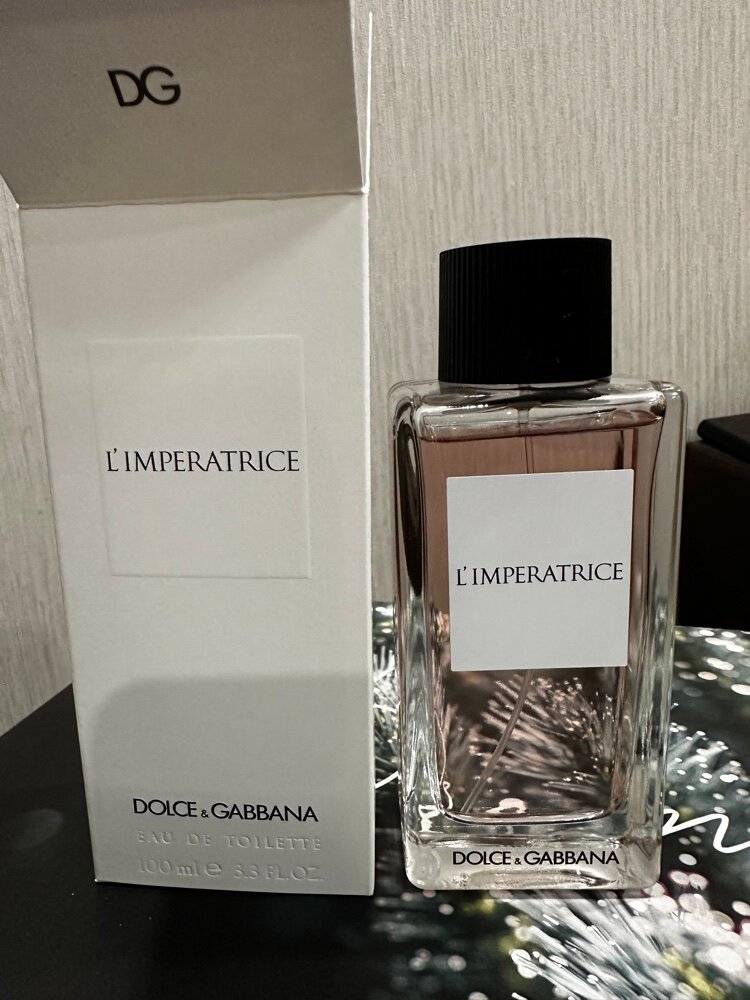 DG
L'IMPERATRICE
DOLCE & GABBANA
EAU DE TOILETTE
100 ml e 3.3 FL.OZ.
L'IMPERATRICE
DOLCE & GABBANA